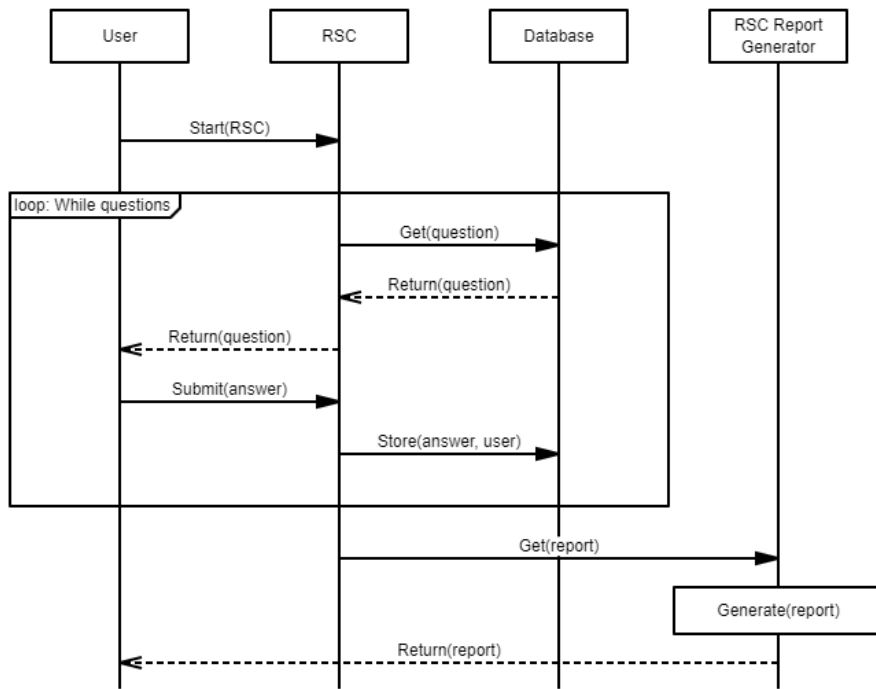 User
RSC
Database
RSC Report
Generator
Start(RSC)
loop: While questions
Get(question)
Return(question)
Return(question)
Submit(answer)
Store(answer, user)
Get(report)
Generate(report)
Return(report)